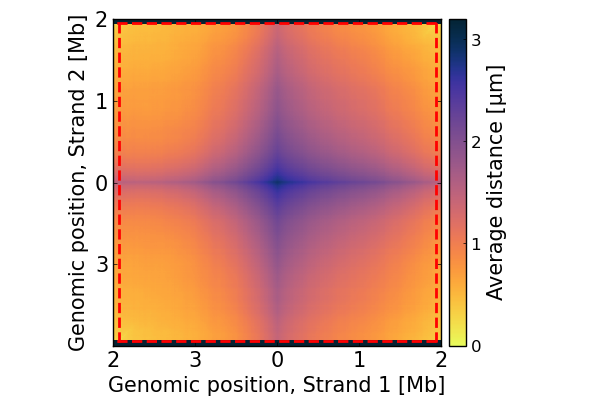 2
1
0
3
Genomic position, Strand 2 [Mb]
2 3 0 1 2
Genomic position, Strand 1 [Mb]
3
2
1
0
Average distance [μm]